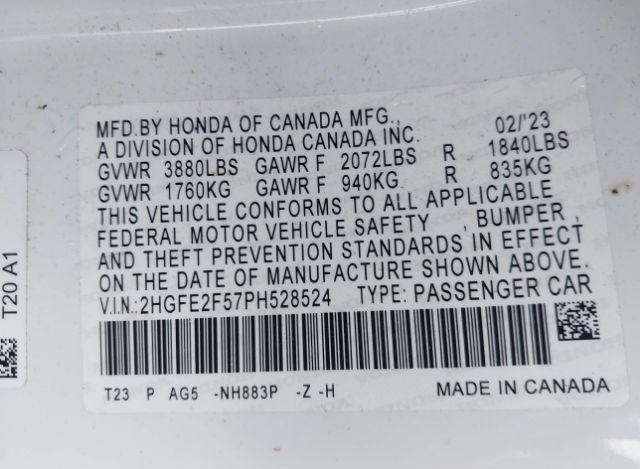 MFD.BY HONDA OF CANADA MFG., 02/'23
A DIVISION OF HONDA CANADA INC.
GVWR 3880LBS GAWR F 2072LBS R 1840LBS
GVWR 1760KG GAWR F 940KG R 835KG
THIS VEHICLE CONFORMS TO ALL APPLICABLE
FEDERAL MOTOR VEHICLE SAFETY , BUMPER ,
AND THEFT PREVENTION STANDARDS IN EFFECT
ON THE DATE OF MANUFACTURE SHOWN ABOVE.
V.I.N.:2HGFE2F57PH528524 TYPE: PASSENGER CAR
T23 P AG5 -NH883P -Z -H MADE IN CANADA
T20 A1